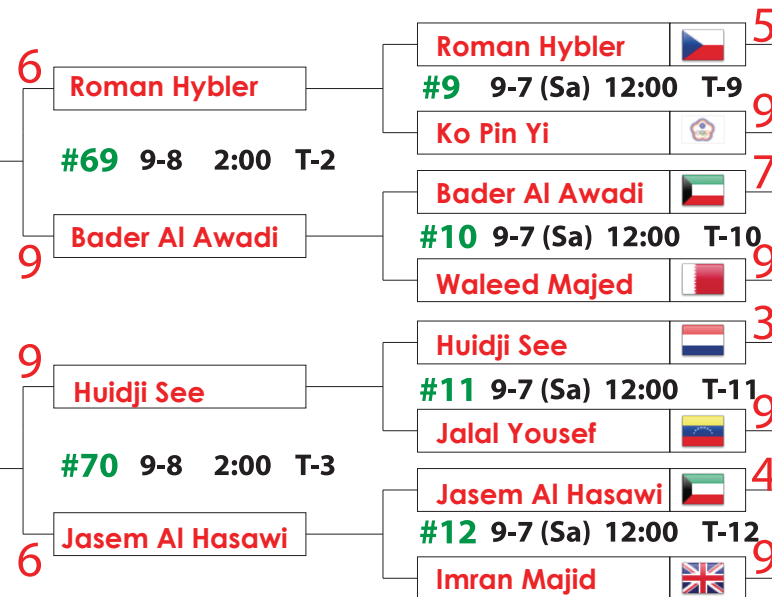 6
Roman Hybler
#69 9-8 2:00 T-2
Bader Al Awadi
9
9
Huidji See
#70 9-8 2:00 T-3
Jasem Al Hasawi
6
Roman Hybler
5
#9 9-7 (Sa) 12:00 T-9
Ko Pin Yi
9
Bader Al Awadi
7
#10 9-7 (Sa) 12:00 T-10
Waleed Majed
9
Huidji See
3
#11 9-7 (Sa) 12:00 T-11
Jalal Yousef
9
Jasem Al Hasawi
4
#12 9-7 (Sa) 12:00 T-12
Imran Majid
9